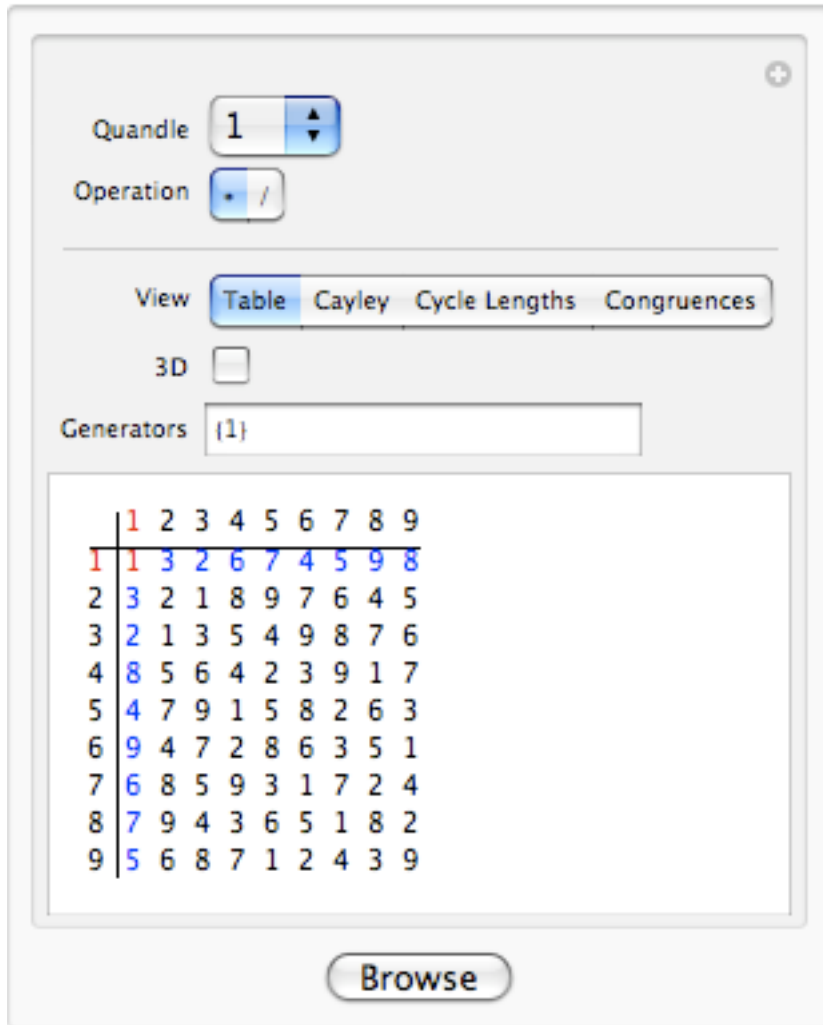 Quandle 1
Operation * /
View Table Cayley Cycle Lengths Congruences
3D
Generators {1}
1 2 3 4 5 6 7 8 9
1 1 3 2 6 7 4 5 9 8
2 3 2 1 8 9 7 6 4 5
3 2 1 3 5 4 9 8 7 6
4 8 5 6 4 2 3 9 1 7
5 4 7 9 1 5 8 2 6 3
6 9 4 7 2 8 6 3 5 1
7 6 8 5 9 3 1 7 2 4
8 7 9 4 3 6 5 1 8 2
9 5 6 8 7 1 2 4 3 9
Browse